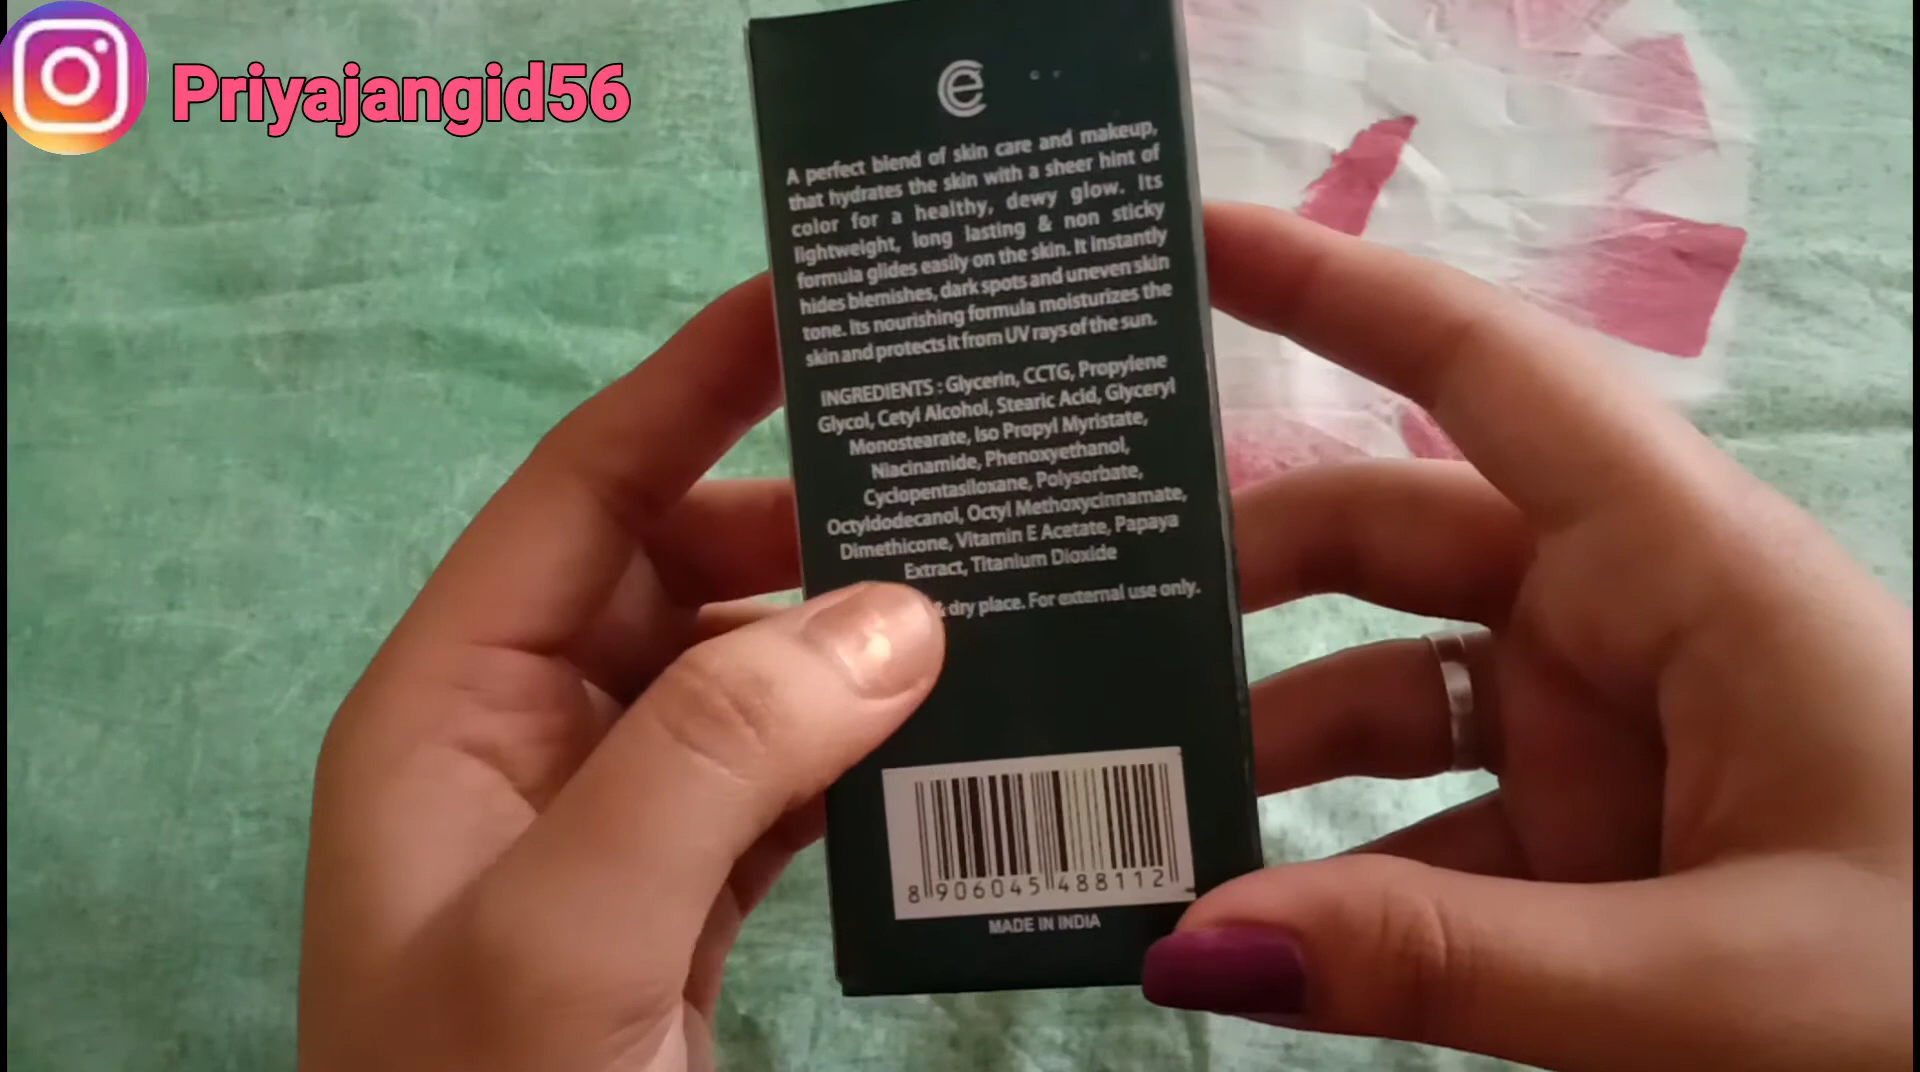 Priyajangid56
A perfect blend of skin care and makeup,
that hydrates the skin with a sheer hint of
color for a healthy, dewy glow. Its
lightweight, long lasting & non sticky
formula glides easily on the skin. It instantly
hides blemishes, dark spots and uneven skin
tone. Its nourishing formula moisturizes the
skin and protects it from UV rays of the sun.
INGREDIENTS : Glycerin, CCTG, Propylene
Glycol, Cetyl Alcohol, Stearic Acid, Glyceryl
Monostearate, Iso Propyl Myristate,
Niacinamide, Phenoxyethanol,
Cyclopentasiloxane, Polysorbate,
Octyldodecanol, Octyl Methoxycinnamate,
Dimethicone, Vitamin E Acetate, Papaya
Extract, Titanium Dioxide
& dry place. For external use only.
8 906045 488112
MADE IN INDIA